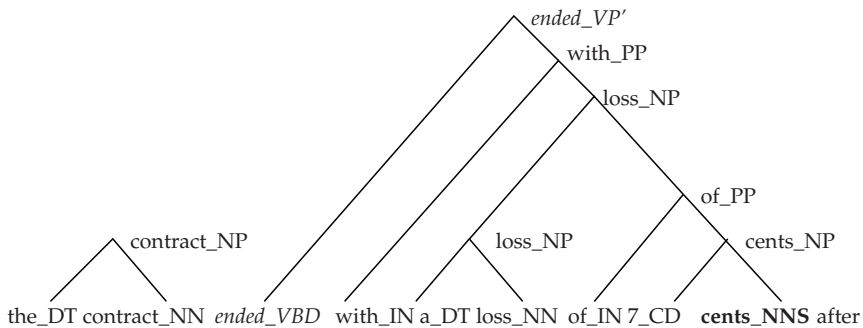 ended_VP'
with_PP
loss_NP
of_PP
contract_NP loss_NP cents_NP
the_DT contract_NN ended_VBD with_IN a_DT loss_NN of_IN 7_CD cents_NNS after